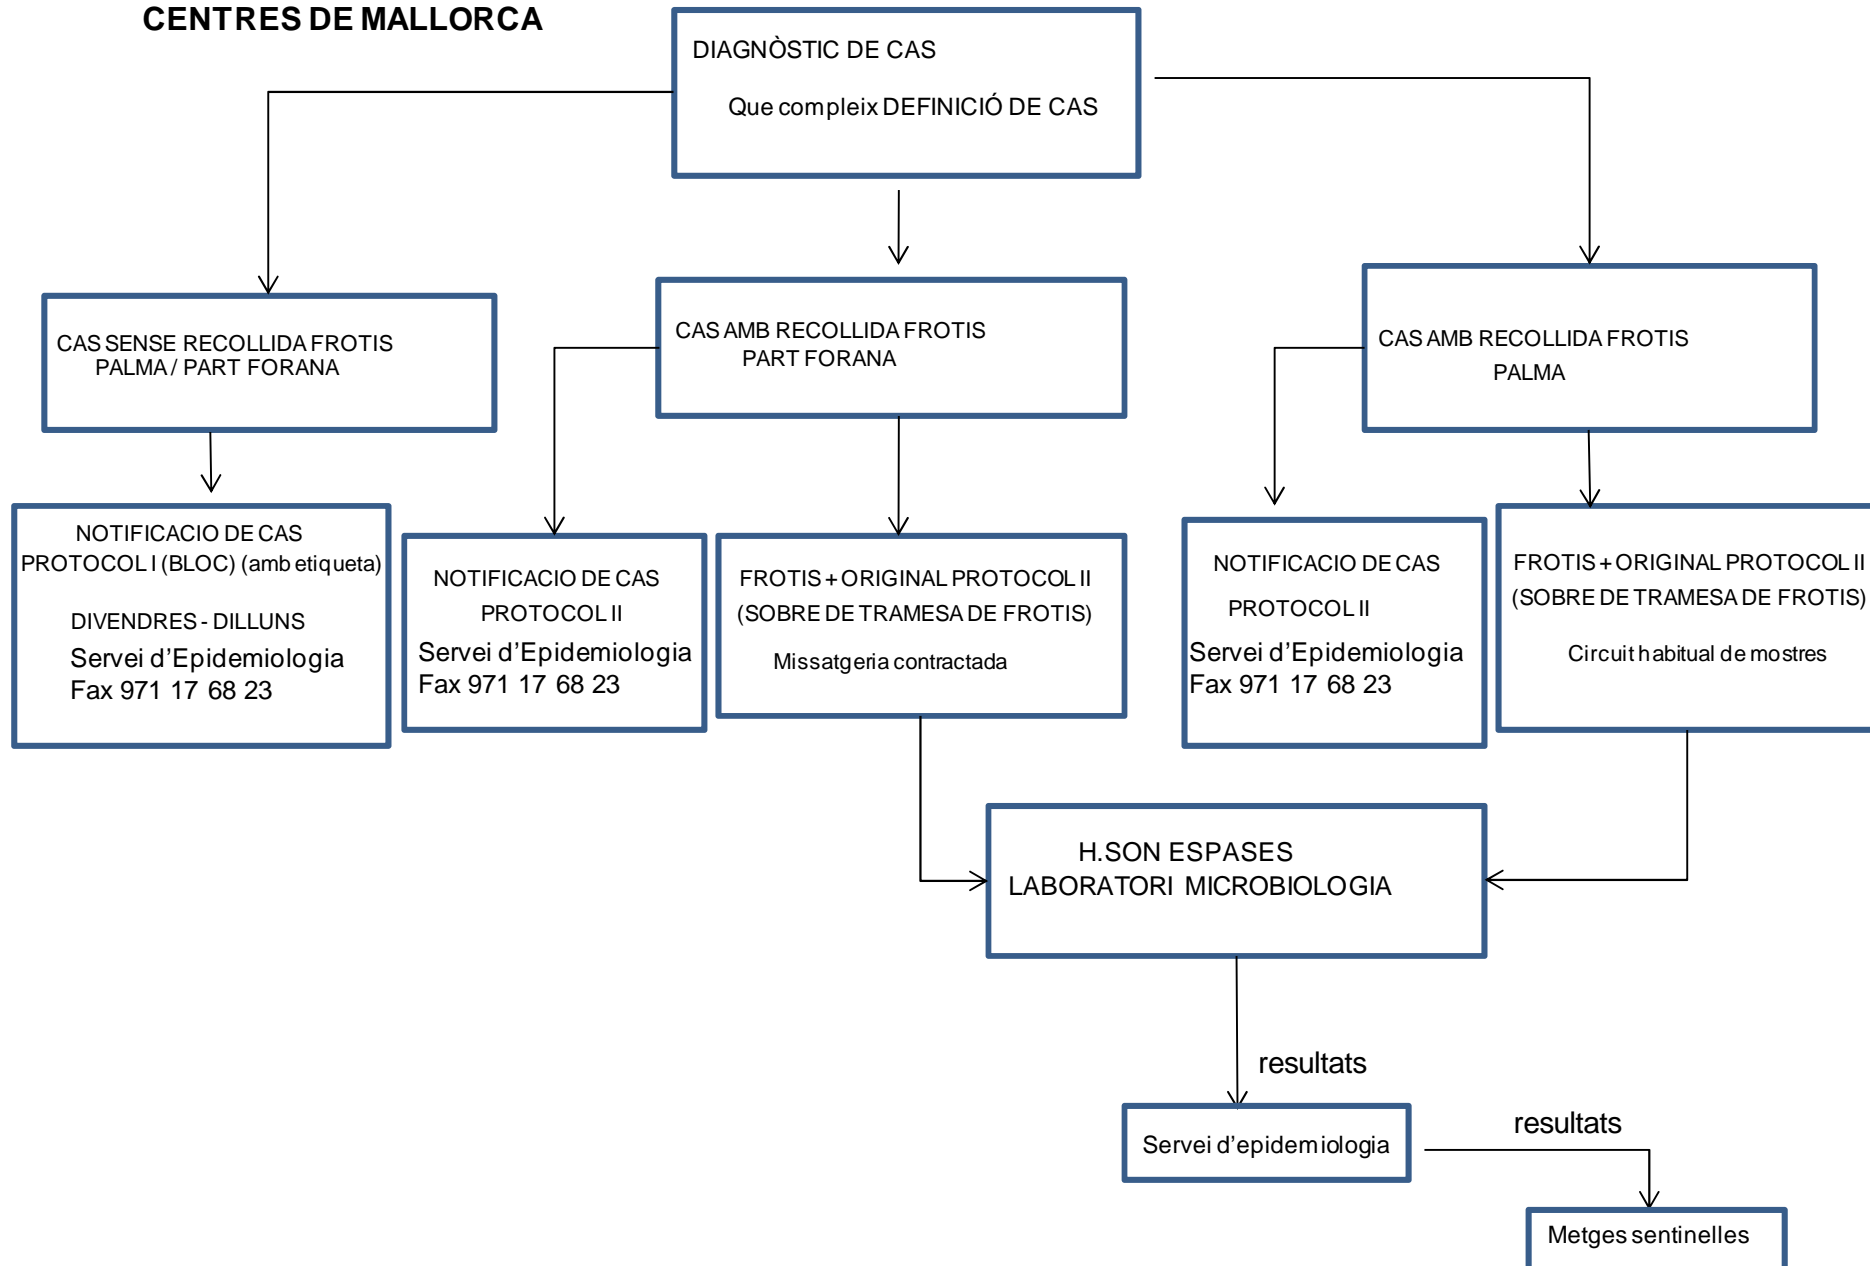 CENTRES DE MALLORCA
DIAGNÒSTIC DE CAS
Que compleix DEFINICIÓ DE CAS
CAS SENSE RECOLLIDA FROTIS
PALMA / PART FORANA
CAS AMB RECOLLIDA FROTIS
PART FORANA
CAS AMB RECOLLIDA FROTIS
PALMA
NOTIFICACIO DE CAS
PROTOCOL I (BLOC) (amb etiqueta)
DIVENDRES - DILLUNS
Servei d’Epidemiologia
Fax 971 17 68 23
NOTIFICACIO DE CAS
PROTOCOL II
Servei d’Epidemiologia
Fax 971 17 68 23
FROTIS + ORIGINAL PROTOCOL II
(SOBRE DE TRAMESA DE FROTIS)
Missatgeria contractada
NOTIFICACIO DE CAS
PROTOCOL II
Servei d’Epidemiologia
Fax 971 17 68 23
FROTIS + ORIGINAL PROTOCOL II
(SOBRE DE TRAMESA DE FROTIS)
Circuit habitual de mostres
H.SON ESPASES
LABORATORI MICROBIOLOGIA
resultats
Servei d’epidemiologia
resultats
Metges sentinelles